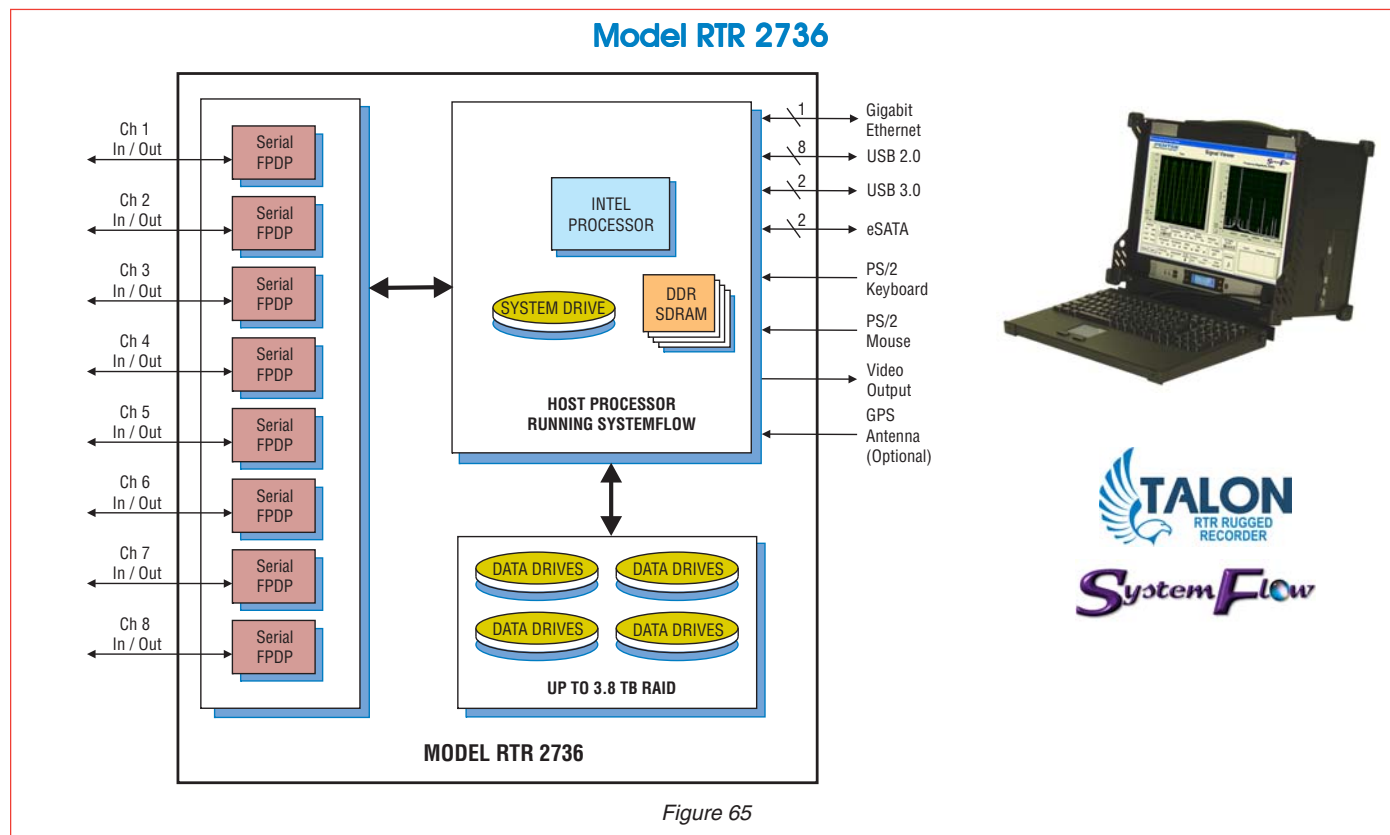 Model RTR 2736
Ch 1
In / Out
Serial
FPDP
Ch 2
In / Out
Serial
FPDP
Ch 3
In / Out
Serial
FPDP
Ch 4
In / Out
Serial
FPDP
Ch 5
In / Out
Serial
FPDP
Ch 6
In / Out
Serial
FPDP
Ch 7
In / Out
Serial
FPDP
Ch 8
In / Out
Serial
FPDP
INTEL
PROCESSOR
SYSTEM DRIVE
DDR
SDRAM
HOST PROCESSOR
RUNNING SYSTEMFLOW
1
Gigabit
Ethernet
8
USB 2.0
2
USB 3.0
2
eSATA
PS/2
Keyboard
PS/2
Mouse
Video
Output
GPS
Antenna
(Optional)
DATA DRIVES
DATA DRIVES
DATA DRIVES
DATA DRIVES
UP TO 3.8 TB RAID
MODEL RTR 2736
PENTEK
Signal Viewer
SystemFlow
TALON
RTR RUGGED
RECORDER
SystemFlow
Figure 65